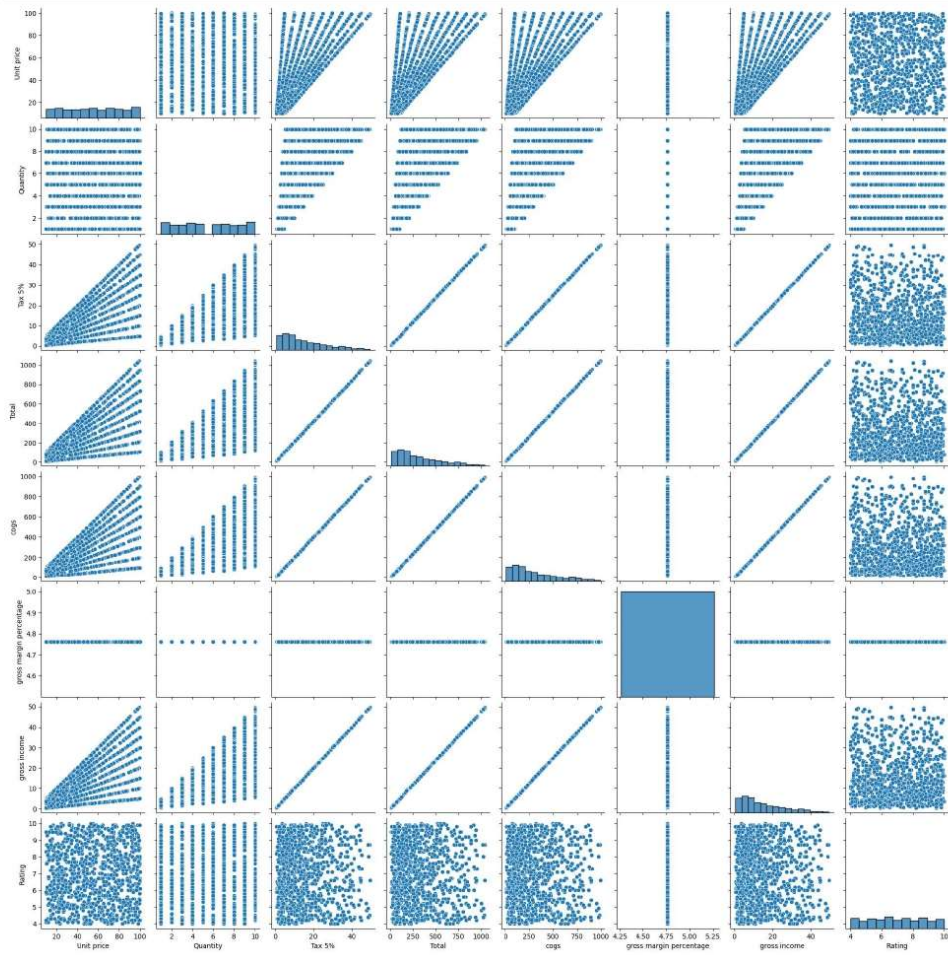 Unit price
100
80
60
40
20
Quantity
10
8
6
4
2
Tax 5%
50
40
30
20
10
0
Total
1000
800
600
400
200
0
cogs
1000
800
600
400
200
0
gross margin percentage
5.0
4.9
4.8
4.7
4.6
gross income
50
40
30
20
10
0
Rating
10
9
8
7
6
5
4
20 40 60 80 100
2 4 6 8 10
0 20 40
0 250 500 750 1000
0 250 500 750 1000
4.25 4.50 4.75 5.00 5.25
0 20 40
4 6 8 10
Unit price Quantity Tax 5% Total cogs gross margin percentage gross income Rating